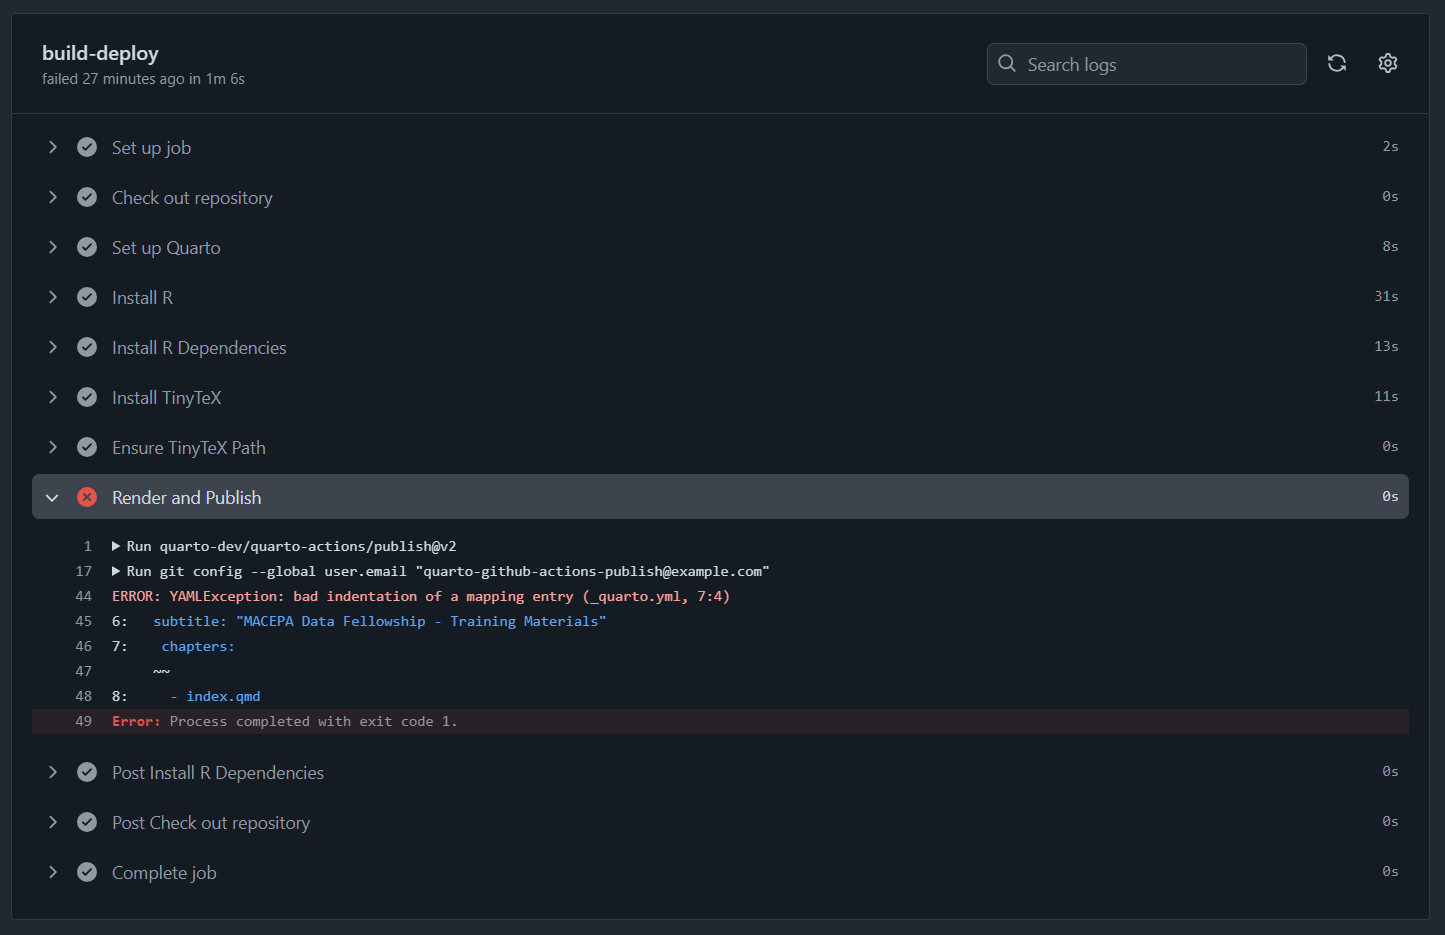 build-deploy
failed 27 minutes ago in 1m 6s
Search logs
Set up job 2s
Check out repository 0s
Set up Quarto 8s
Install R 31s
Install R Dependencies 13s
Install TinyTeX 11s
Ensure TinyTeX Path 0s
Render and Publish 0s
1 Run quarto-dev/quarto-actions/publish@v2
17 Run git config --global user.email "quarto-github-actions-publish@example.com"
44 ERROR: YAMLException: bad indentation of a mapping entry (_quarto.yml, 7:4)
45 6: subtitle: "MACEPA Data Fellowship - Training Materials"
46 7: chapters:
47 ~~
48 8: - index.qmd
49 Error: Process completed with exit code 1.
Post Install R Dependencies 0s
Post Check out repository 0s
Complete job 0s